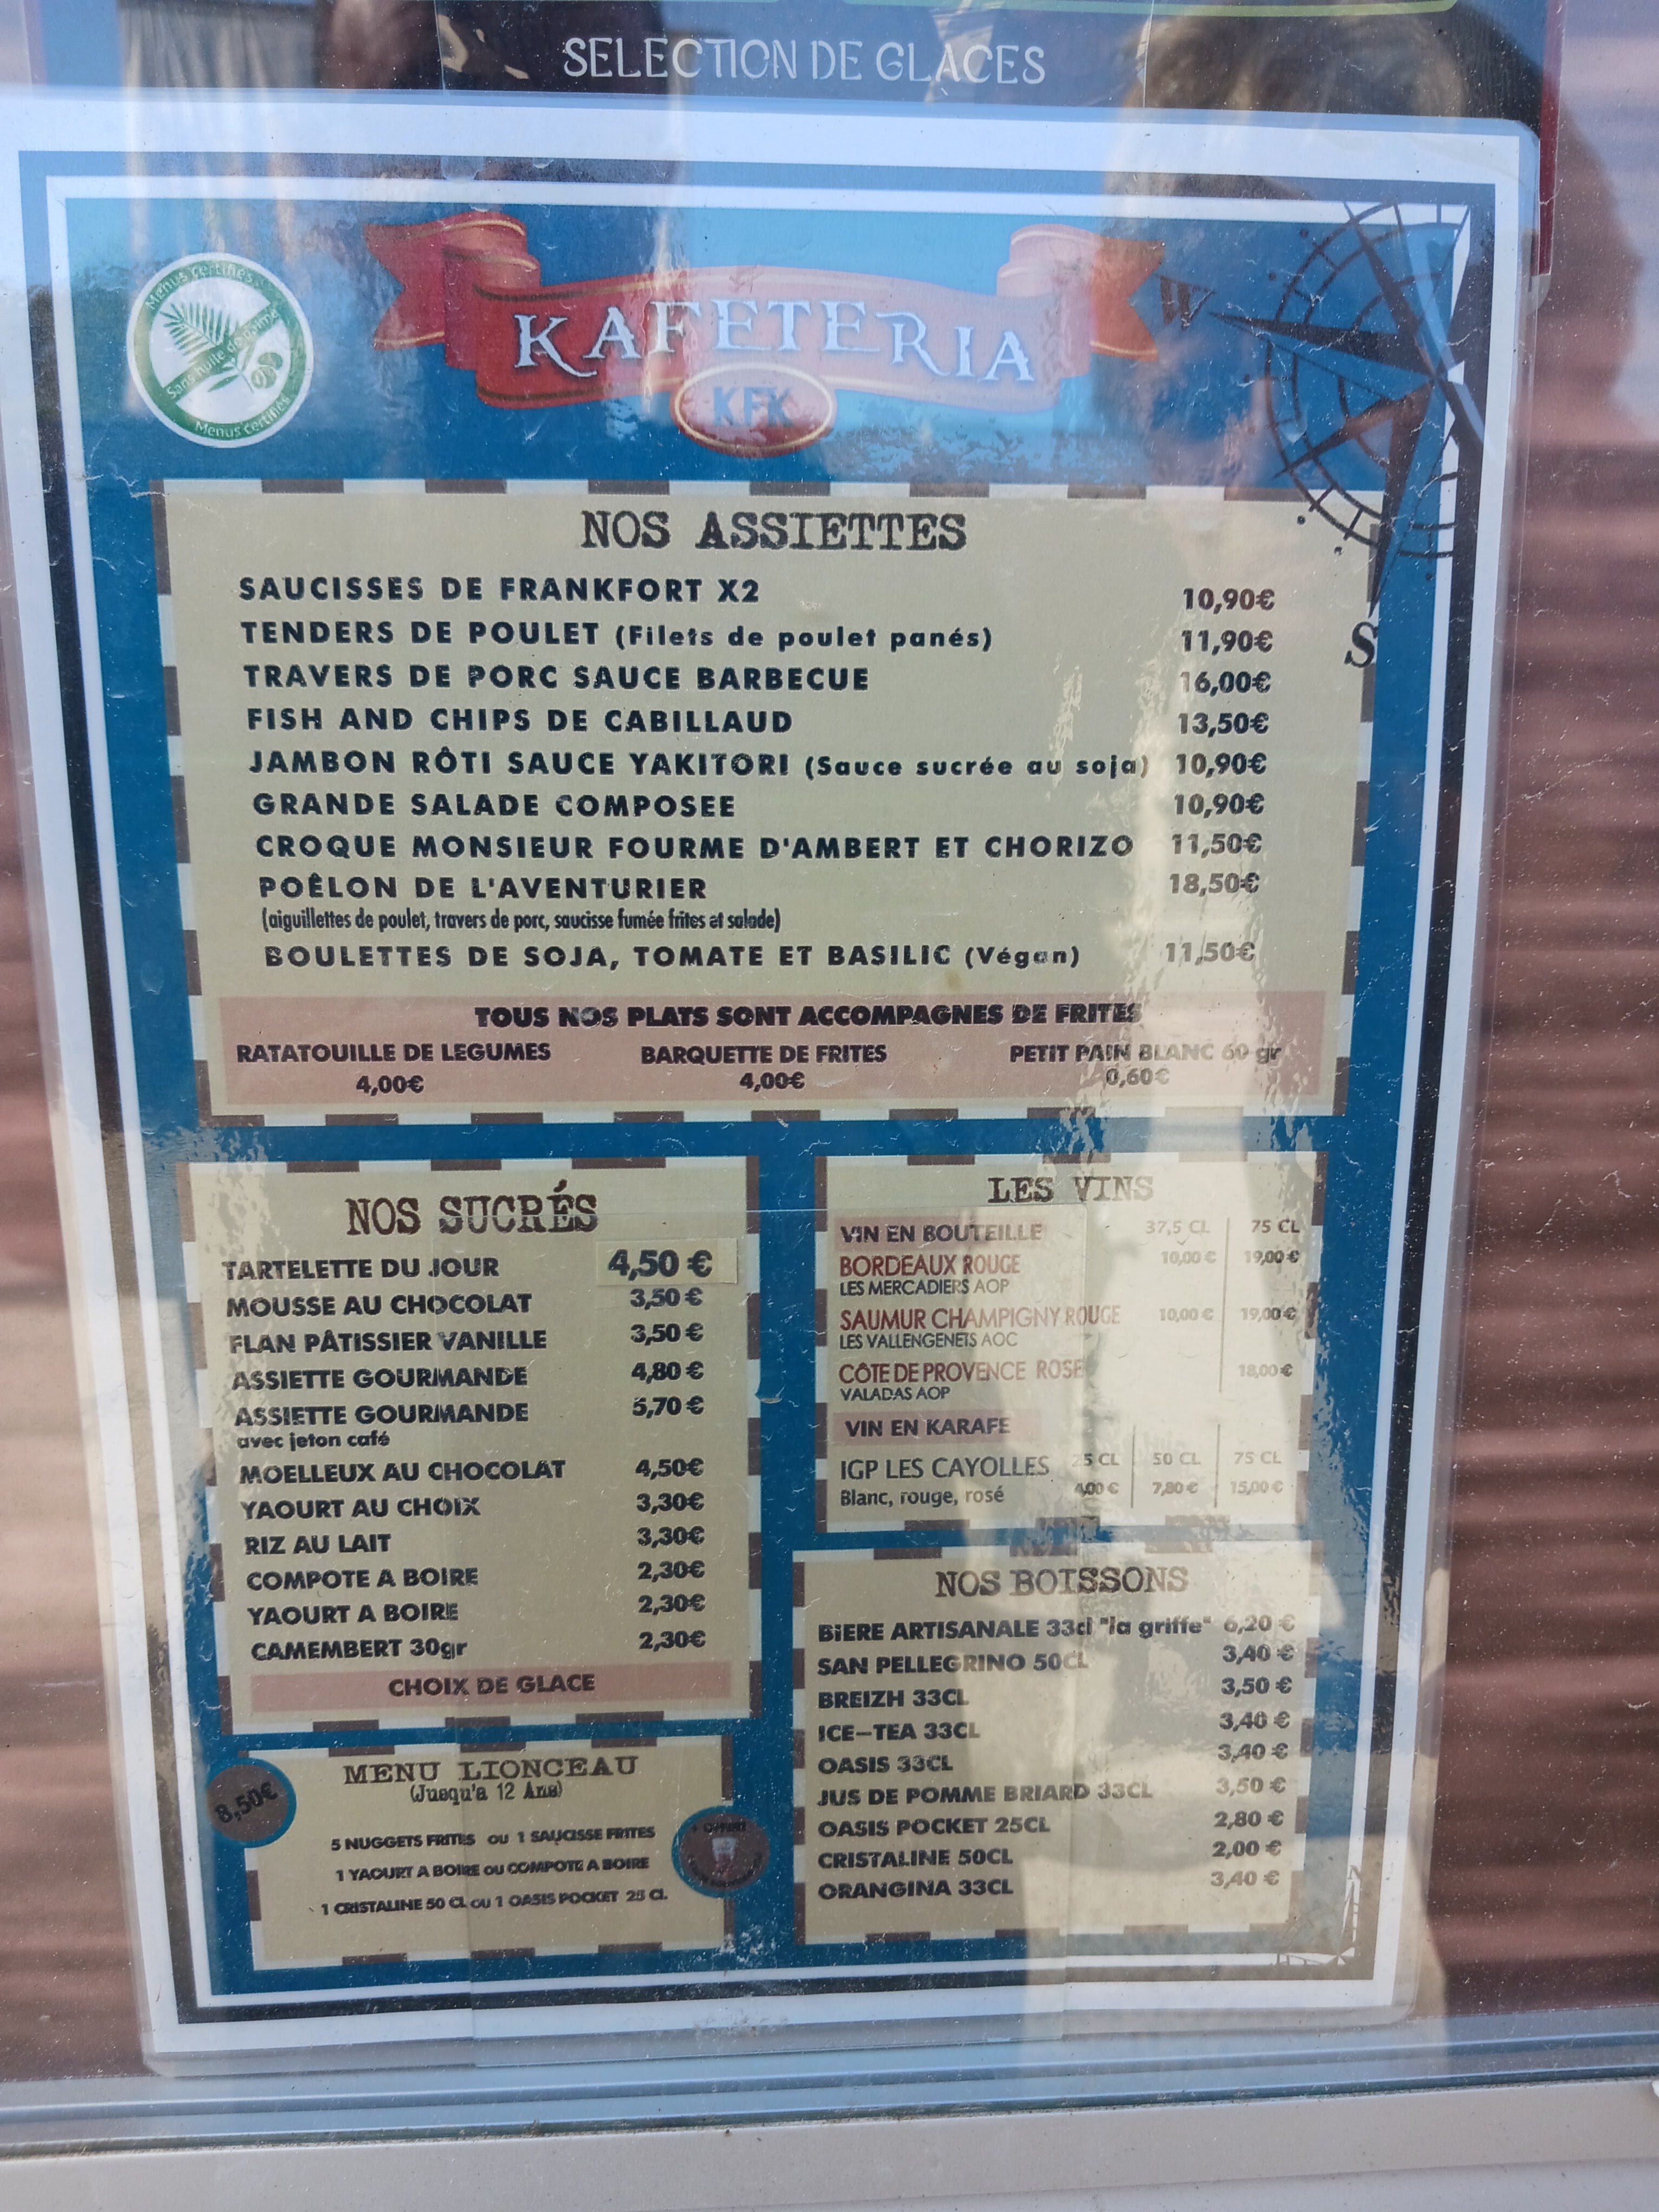 SELECTION DE GLACES
Menus certifiés
Sans huile de palme
Menus certifiés
KAFETERIA
KFK
W
S
NOS ASSIETTES
SAUCISSES DE FRANKFORT X2 10,90€
TENDERS DE POULET (Filets de poulet panés) 11,90€
TRAVERS DE PORC SAUCE BARBECUE 16,00€
FISH AND CHIPS DE CABILLAUD 13,50€
JAMBON RÔTI SAUCE YAKITORI (Sauce sucrée au soja) 10,90€
GRANDE SALADE COMPOSEE 10,90€
CROQUE MONSIEUR FOURME D'AMBERT ET CHORIZO 11,50€
POÊLON DE L'AVENTURIER 18,50€
(aiguillettes de poulet, travers de porc, saucisse fumée frites et salade)
BOULETTES DE SOJA, TOMATE ET BASILIC (Végan) 11,50€
TOUS NOS PLATS SONT ACCOMPAGNES DE FRITES
RATATOUILLE DE LEGUMES BARQUETTE DE FRITES PETIT PAIN BLANC 60 gr
4,00€ 4,00€ 0,60€
NOS SUCRÉS
TARTELETTE DU JOUR 4,50 €
MOUSSE AU CHOCOLAT 3,50 €
FLAN PÂTISSIER VANILLE 3,50 €
ASSIETTE GOURMANDE 4,80 €
ASSIETTE GOURMANDE 5,70 €
avec jeton café
MOELLEUX AU CHOCOLAT 4,50€
YAOURT AU CHOIX 3,30€
RIZ AU LAIT 3,30€
COMPOTE A BOIRE 2,30€
YAOURT A BOIRE 2,30€
CAMEMBERT 30gr 2,30€
CHOIX DE GLACE
MENU LIONCEAU
(Jusqu'a 12 Ans)
8,50€
5 NUGGETS FRITES OU 1 SAUCISSE FRITES
1 YAOURT A BOIRE OU COMPOTE A BOIRE
1 CRISTALINE 50 CL OU 1 OASIS POCKET 25 CL
+ OFFERT
LES VINS
VIN EN BOUTEILLE 37,5 CL 75 CL
BORDEAUX ROUGE 10,00 € 19,00 €
LES MERCADIERS AOP
SAUMUR CHAMPIGNY ROUGE 10,00 € 19,00 €
LES VALLENGENETS AOC
CÔTE DE PROVENCE ROSE 18,00 €
VALADAS AOP
VIN EN KARAFE
IGP LES CAYOLLES 25 CL 50 CL 75 CL
Blanc, rouge, rosé 4,00 € 7,80 € 15,00 €
NOS BOISSONS
BiERE ARTISANALE 33cl "la griffe" 6,20 €
SAN PELLEGRINO 50CL 3,40 €
BREIZH 33CL 3,50 €
ICE-TEA 33CL 3,40 €
OASIS 33CL 3,40 €
JUS DE POMME BRIARD 33CL 3,50 €
OASIS POCKET 25CL 2,80 €
CRISTALINE 50CL 2,00 €
ORANGINA 33CL 3,40 €